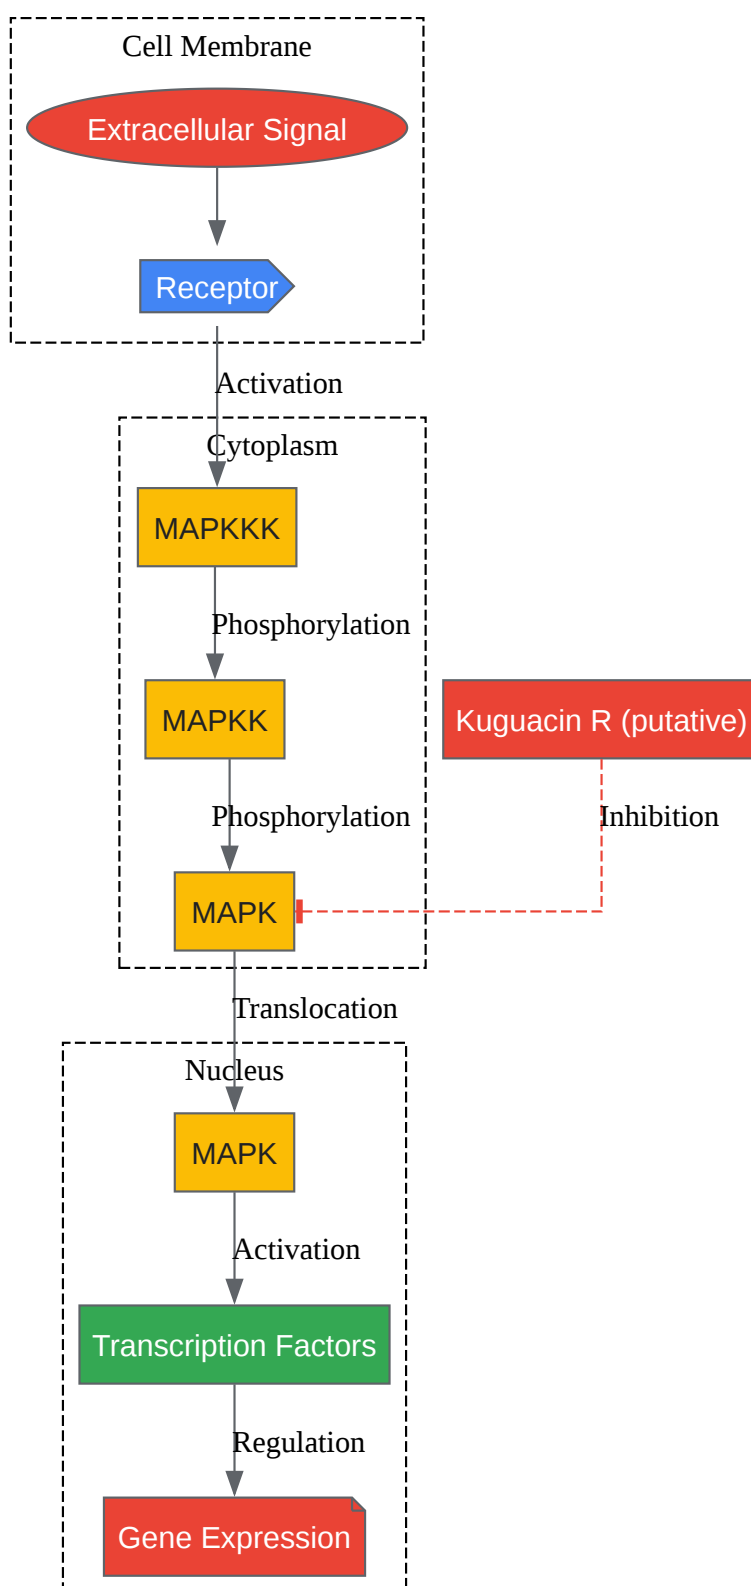 Cell Membrane
Extracellular Signal
Receptor
Activation
Cytoplasm
MAPKKK
Phosphorylation
MAPKK
Kuguacin R (putative)
Phosphorylation
Inhibition
MAPK
Translocation
Nucleus
MAPK
Activation
Transcription Factors
Regulation
Gene Expression